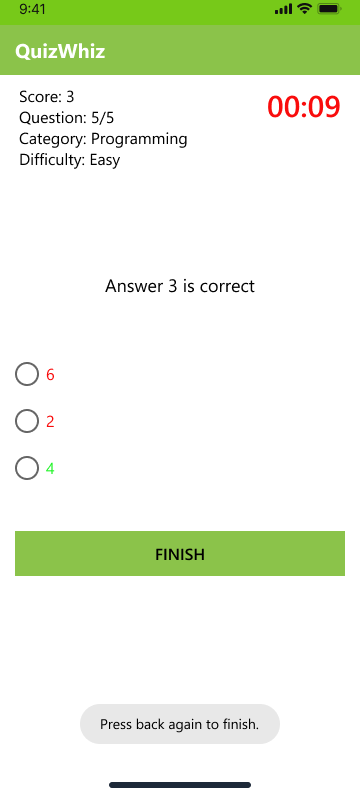 9:41
QuizWhiz
Score: 3
00:09
Question: 5/5
Category: Programming
Difficulty: Easy
Answer 3 is correct
6
2
4
FINISH
Press back again to finish.